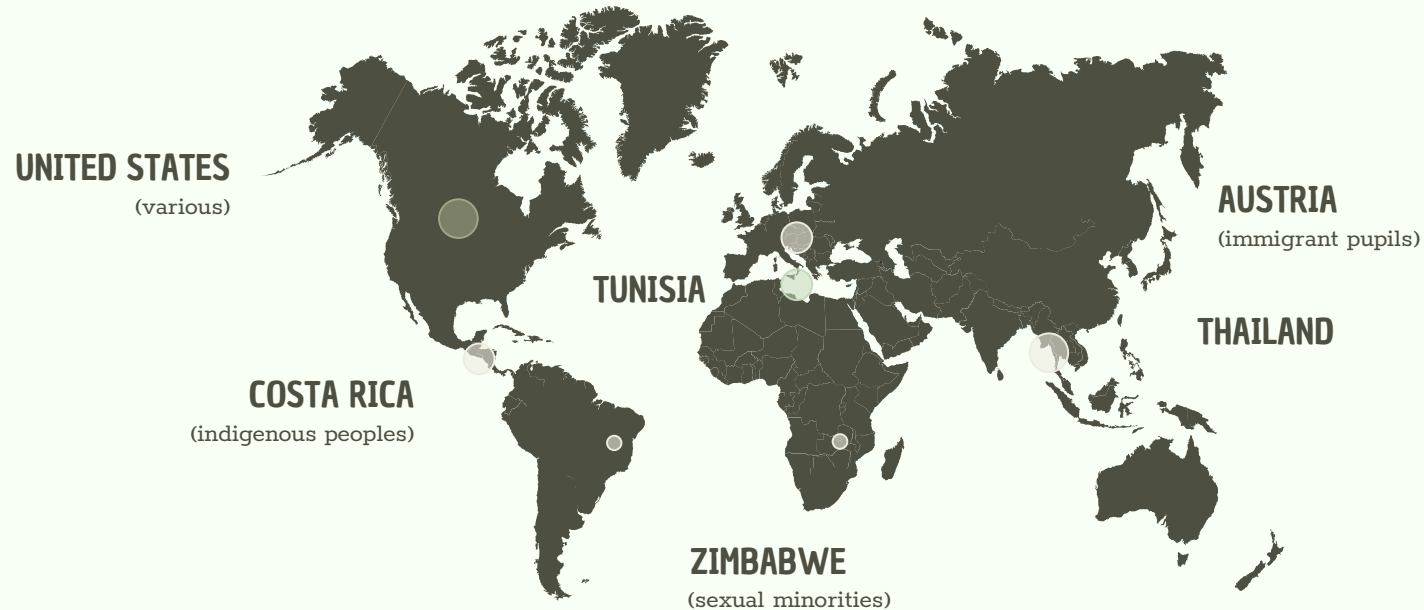 UNITED STATES
(various)
AUSTRIA
(immigrant pupils)
TUNISIA
THAILAND
COSTA RICA
(indigenous peoples)
ZIMBABWE
(sexual minorities)